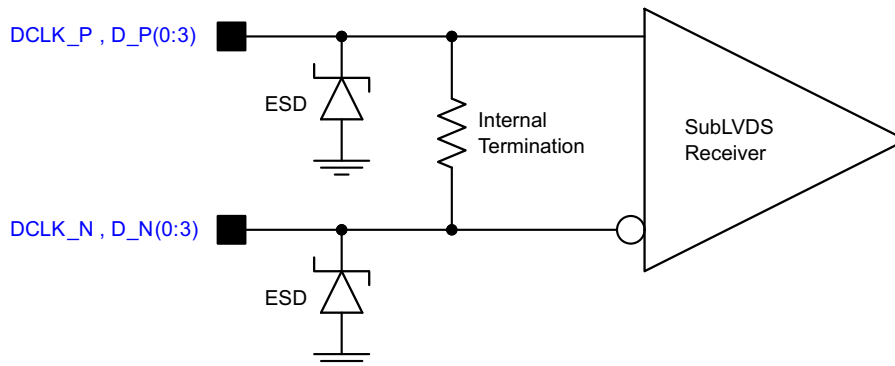 DCLK_P , D_P(0:3)
ESD
Internal
Termination
SubLVDS
Receiver
DCLK_N , D_N(0:3)
ESD